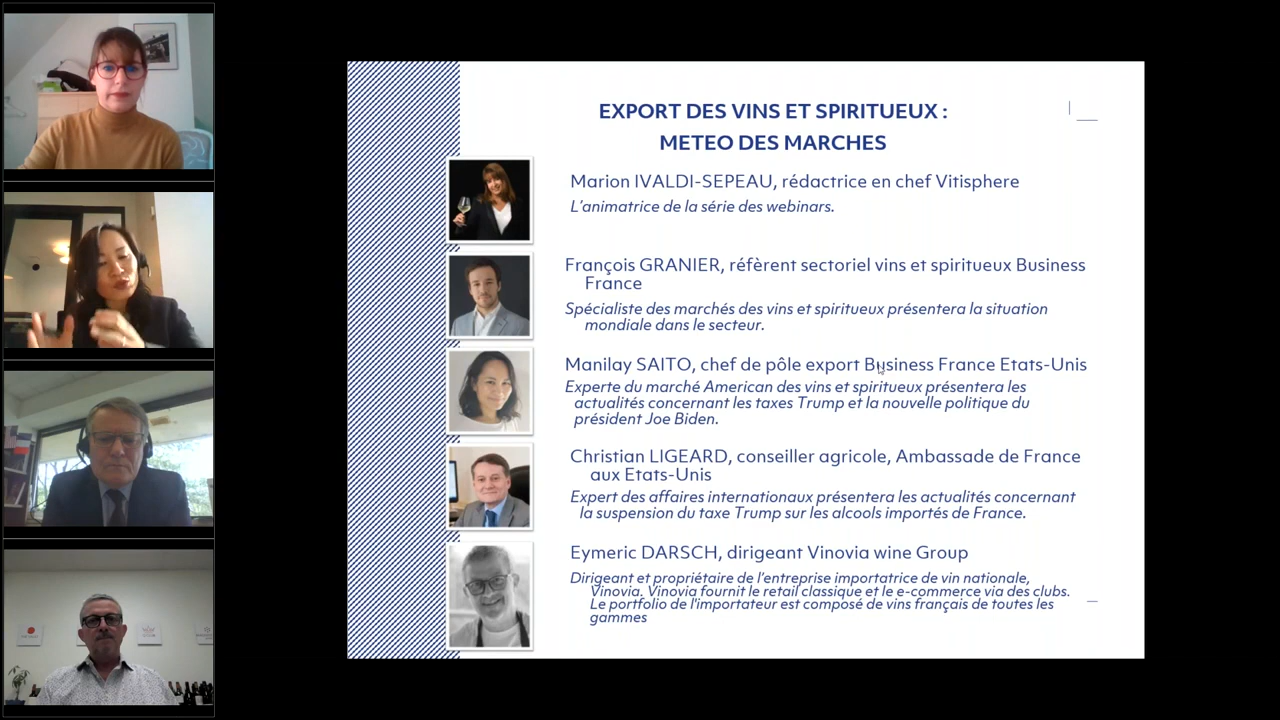 EXPORT DES VINS ET SPIRITUEUX :
METEO DES MARCHES
Marion IVALDI-SEPEAU, rédactrice en chef Vitisphere
L'animatrice de la série des webinars.
François GRANIER, réfèrent sectoriel vins et spiritueux Business
France
Spécialiste des marchés des vins et spiritueux présentera la situation
mondiale dans le secteur.
Manilay SAITO, chef de pôle export Business France Etats-Unis
Experte du marché American des vins et spiritueux présentera les
actualités concernant les taxes Trump et la nouvelle politique du
président Joe Biden.
Christian LIGEARD, conseiller agricole, Ambassade de France
aux Etats-Unis
Expert des affaires internationaux présentera les actualités concernant
la suspension du taxe Trump sur les alcools importés de France.
Eymeric DARSCH, dirigeant Vinovia wine Group
Dirigeant et propriétaire de l'entreprise importatrice de vin nationale,
Vinovia. Vinovia fournit le retail classique et le e-commerce via des clubs.
Le portfolio de l'importateur est composé de vins français de toutes les
gammes